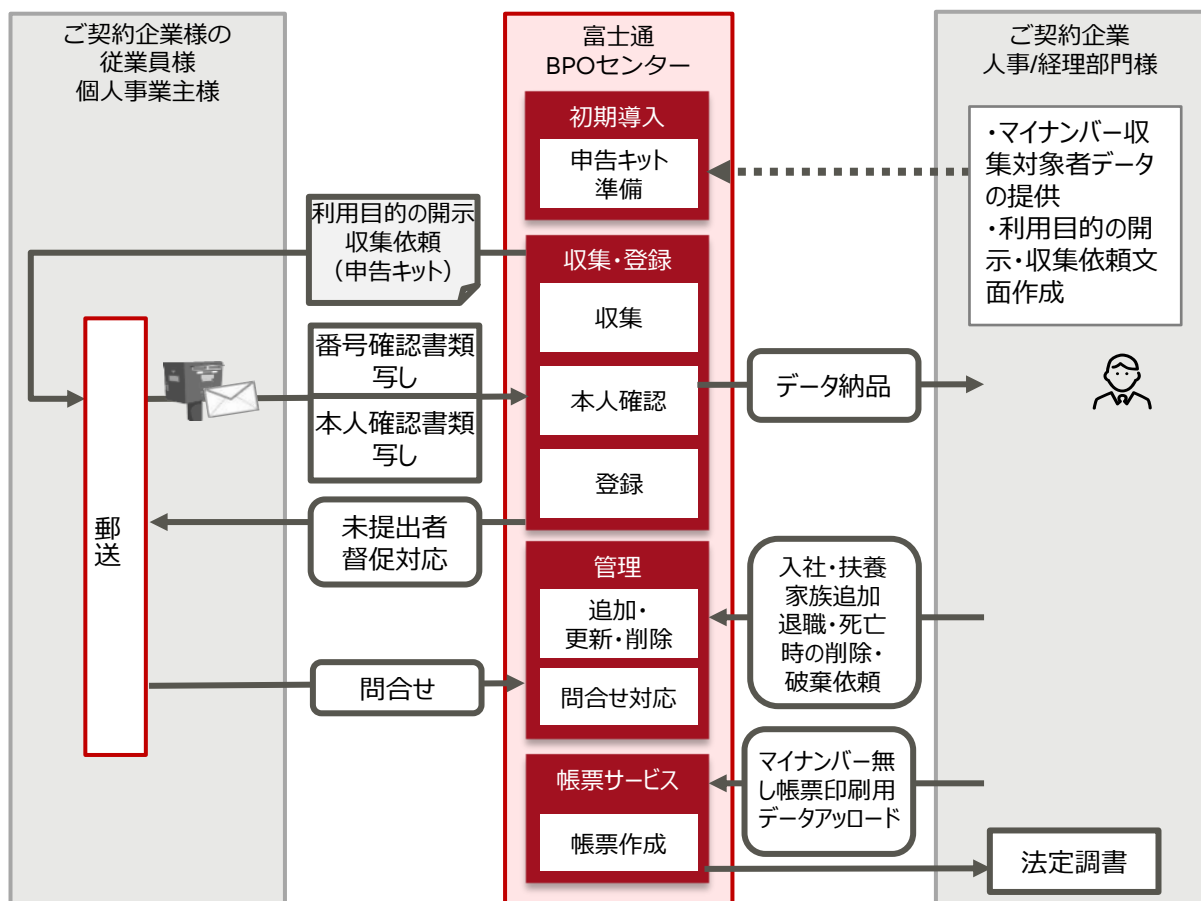 ご契約企業様の
従業員様
個人事業主様
富士通
BPOセンター
ご契約企業
人事/経理部門様
初期導入
申告キット
準備
・マイナンバー収
集対象者データ
の提供
・利用目的の開
示・収集依頼文
面作成
利用目的の開示
収集依頼
（申告キット）
収集・登録
収集
番号確認書類
写し
本人確認書類
写し
本人確認
データ納品
登録
郵送
未提出者
督促対応
管理
追加・
更新・削除
入社・扶養
家族追加
退職・死亡
時の削除・
破棄依頼
問合せ
問合せ対応
帳票サービス
マイナンバー無
し帳票印刷用
データアッロード
帳票作成
法定調書